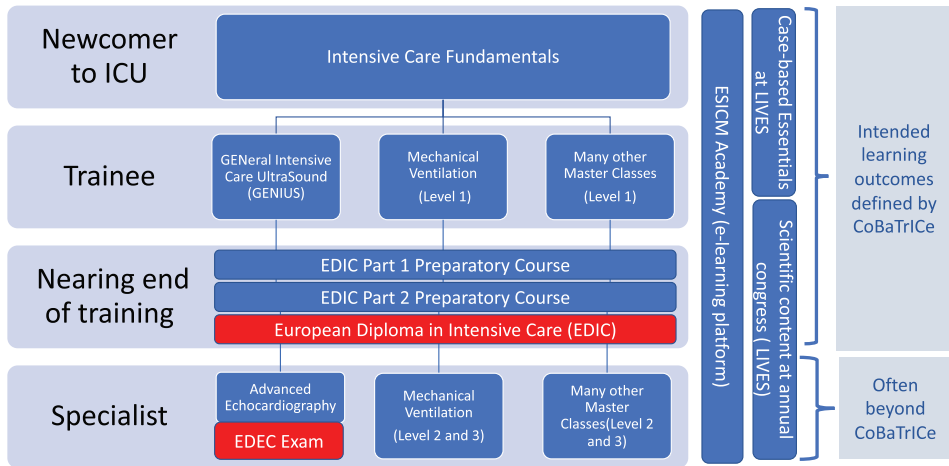 Newcomer
to ICU
Intensive Care Fundamentals
Trainee
GENeral Intensive
Care UltraSound
(GENIUS)
Mechanical
Ventilation
(Level 1)
Many other
Master Classes
(Level 1)
Nearing end
of training
EDIC Part 1 Preparatory Course
EDIC Part 2 Preparatory Course
European Diploma in Intensive Care (EDIC)
Specialist
Advanced
Echocardiography
EDEC Exam
Mechanical
Ventilation
(Level 2 and 3)
Many other
Master
Classes(Level 2
and 3)
ESICM Academy (e-learning platform)
Case-based Essentials
at LIVES
Scientific content at annual
congress ( LIVES)
Intended
learning
outcomes
defined by
CoBaTrICe
Often
beyond
CoBaTrICe